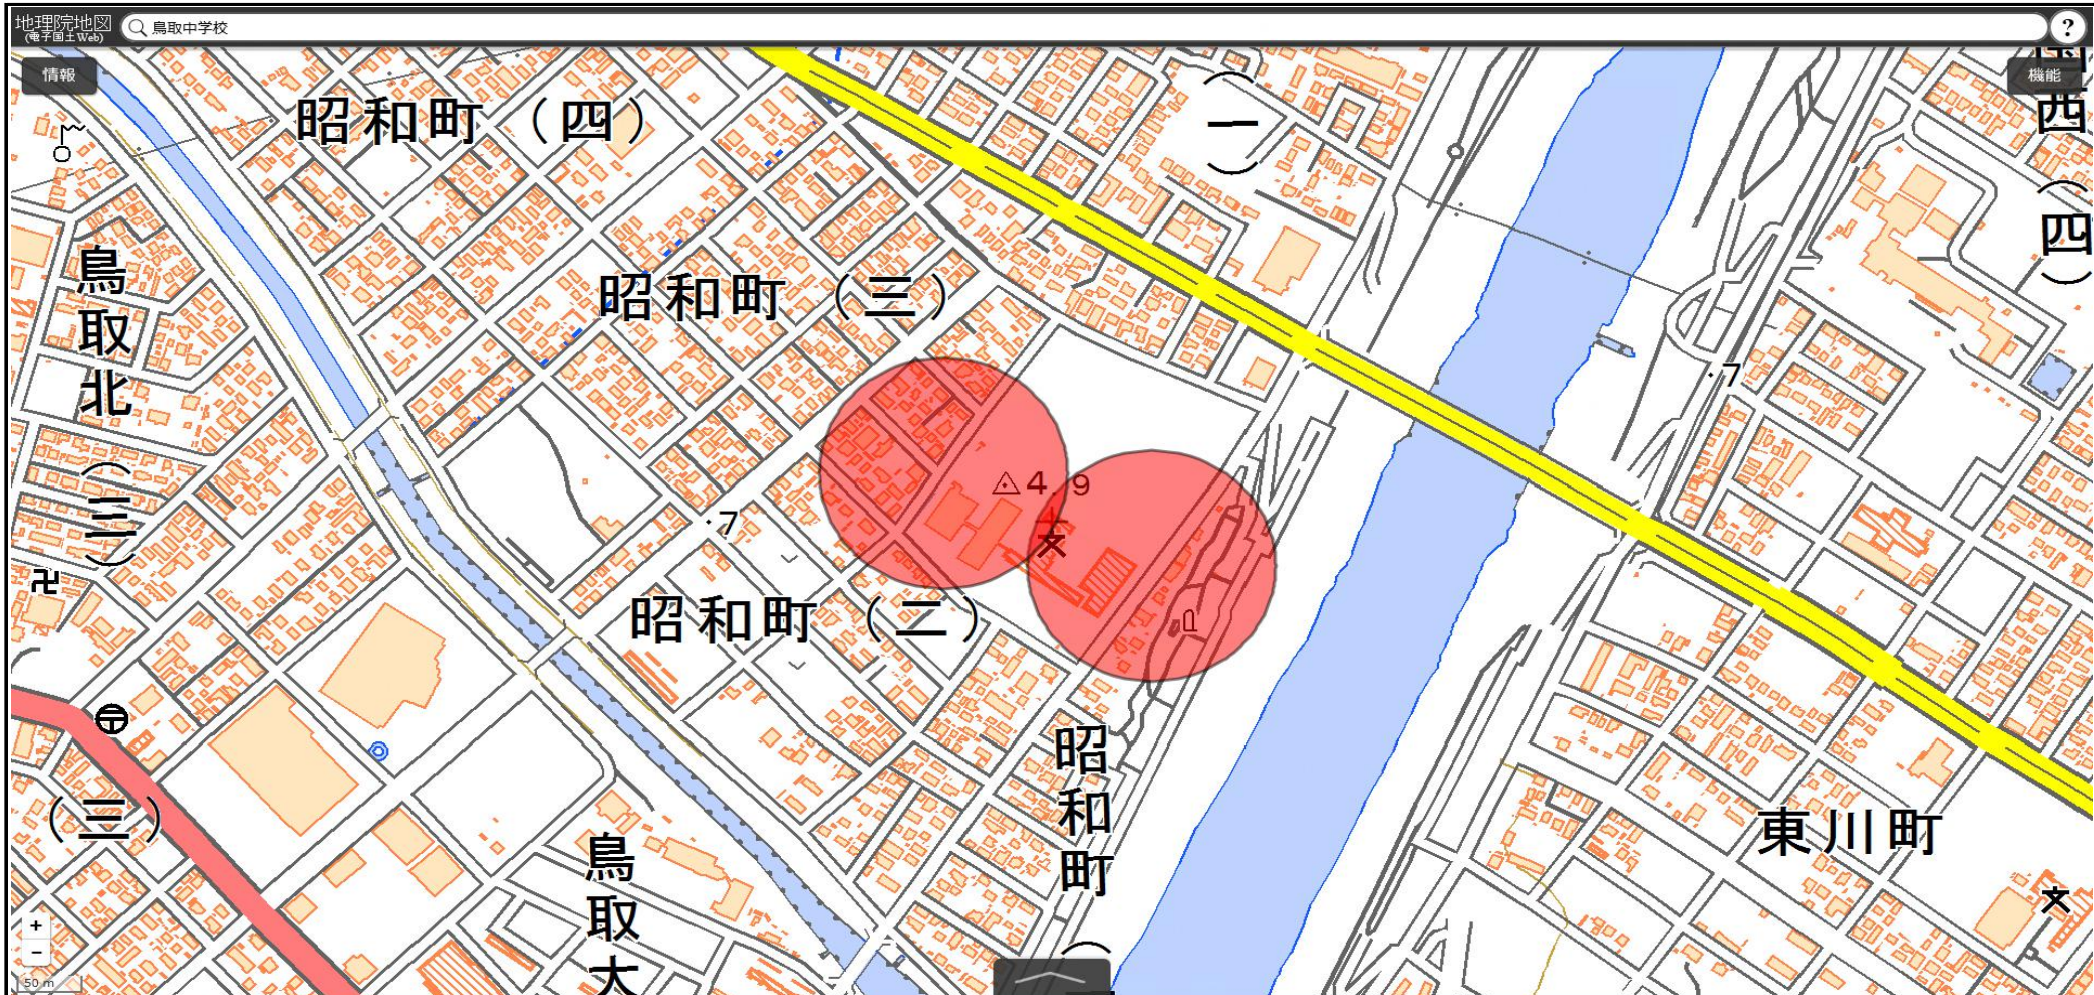 地理院地図
(電子国土Web)
鳥取中学校
?
情報
機能
昭和町（四）
（一）
西（四）
鳥取北（二）
昭和町（三）
7
4.9
7
昭和町（二）
昭和町（
東川町
（三）
鳥取大
+
−
50 m